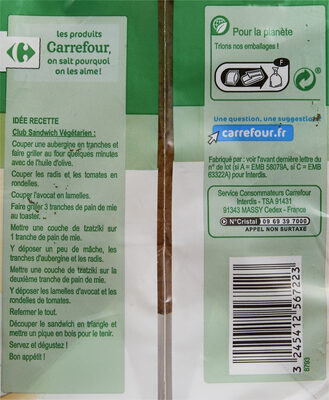 les produits
Carrefour,
on sait pourquoi
on les aime !
IDÉE RECETTE
Club Sandwich Végétarien :
Couper une aubergine en tranches et
faire griller au four quelques minutes
avec de l'huile d'olive.
Couper les radis et les tomates en
rondelles.
Couper l'avocat en lamelles.
Faire griller 3 tranches de pain de mie
au toaster.
Mettre une couche de tzatziki sur
1 tranche de pain de mie.
Y déposer un peu de mâche, les
tranches d'aubergine et les radis.
Mettre une couche de tzatziki sur la
deuxième tranche de pain de mie.
Y déposer les lamelles d'avocat et les
rondelles de tomates.
Refermer le tout.
Découper le sandwich en triangle et
mettre un pique en bois pour le tenir.
Servez et dégustez !
Bon appétit !
Pour la planète
Trions nos emballages !
F
Une question, une suggestion
carrefour.fr
Fabriqué par : voir l'avant dernière lettre du
n° de lot (si A = EMB 58079A, si C = EMB
63322A) pour Interdis.
Service Consommateurs Carrefour
Interdis - TSA 91431
91343 MASSY Cedex - France
N°Cristal 09 69 39 7000
APPEL NON SURTAXÉ
3 245412 567223
8793